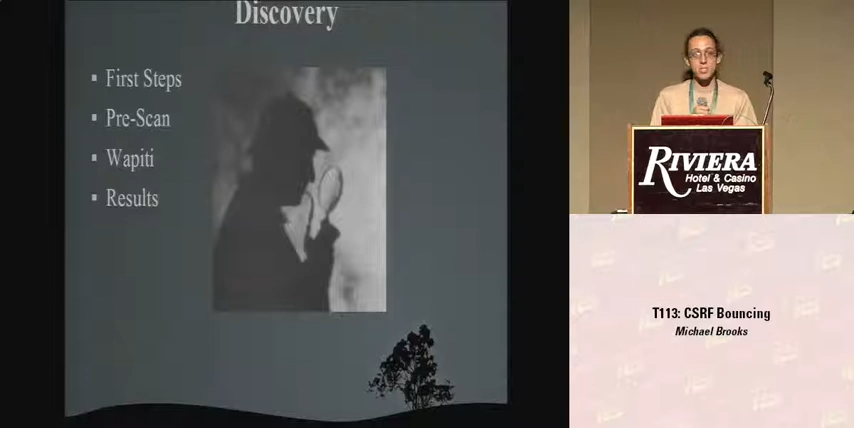 Discovery
▪ First Steps
▪ Pre-Scan
▪ Wapiti
▪ Results
RIVIERA
Hotel & Casino
Las Vegas
T113: CSRF Bouncing
Michael Brooks